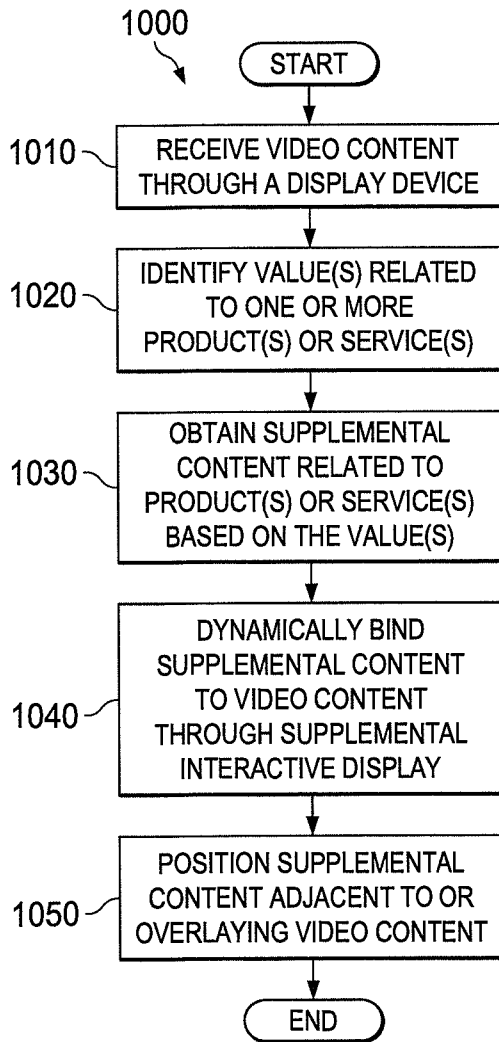 1000
START
1010
RECEIVE VIDEO CONTENT
THROUGH A DISPLAY DEVICE
1020
IDENTIFY VALUE(S) RELATED
TO ONE OR MORE
PRODUCT(S) OR SERVICE(S)
1030
OBTAIN SUPPLEMENTAL
CONTENT RELATED TO
PRODUCT(S) OR SERVICE(S)
BASED ON THE VALUE(S)
1040
DYNAMICALLY BIND
SUPPLEMENTAL CONTENT
TO VIDEO CONTENT
THROUGH SUPPLEMENTAL
INTERACTIVE DISPLAY
1050
POSITION SUPPLEMENTAL
CONTENT ADJACENT TO OR
OVERLAYING VIDEO CONTENT
END